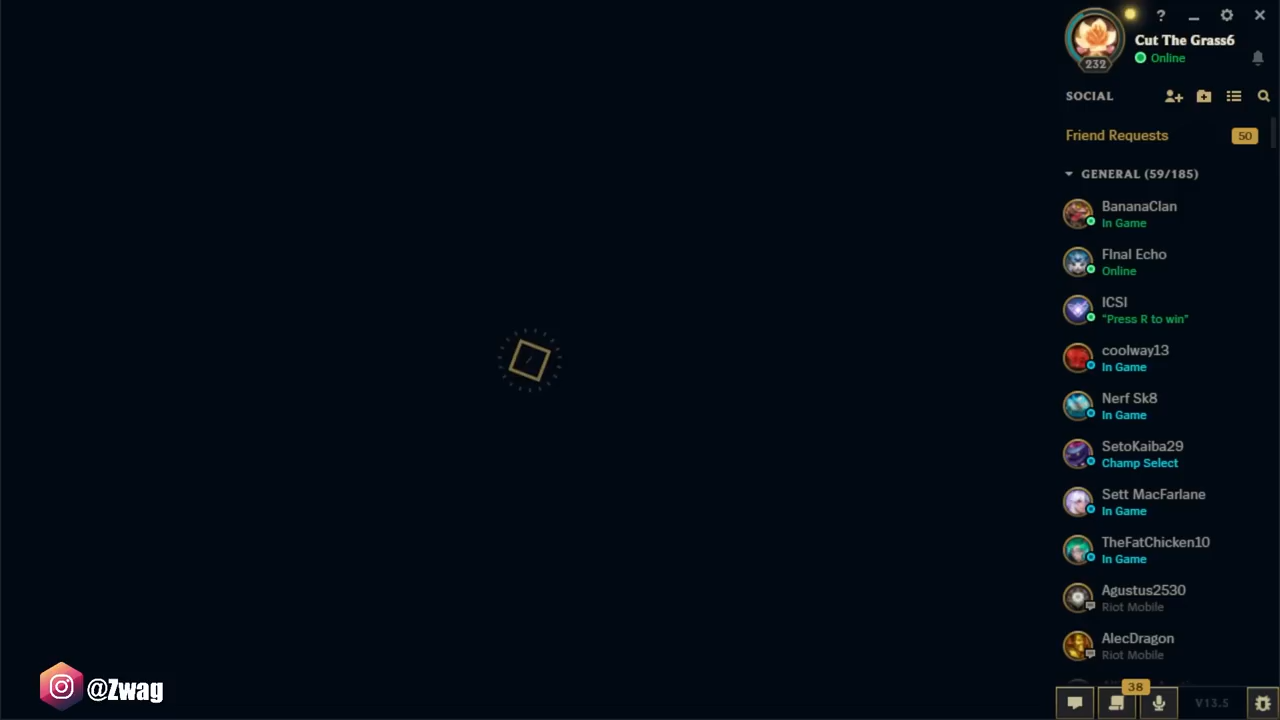 ?
Cut The Grass6
232
Online
SOCIAL
Friend Requests
50
GENERAL (59/185)
BananaClan
In Game
FInal Echo
Online
ICSI
"Press R to win"
coolway13
In Game
Nerf Sk8
In Game
SetoKaiba29
Champ Select
Sett MacFarlane
In Game
TheFatChicken10
In Game
Agustus2530
Riot Mobile
AlecDragon
Riot Mobile
@Zwag
38
V13.5